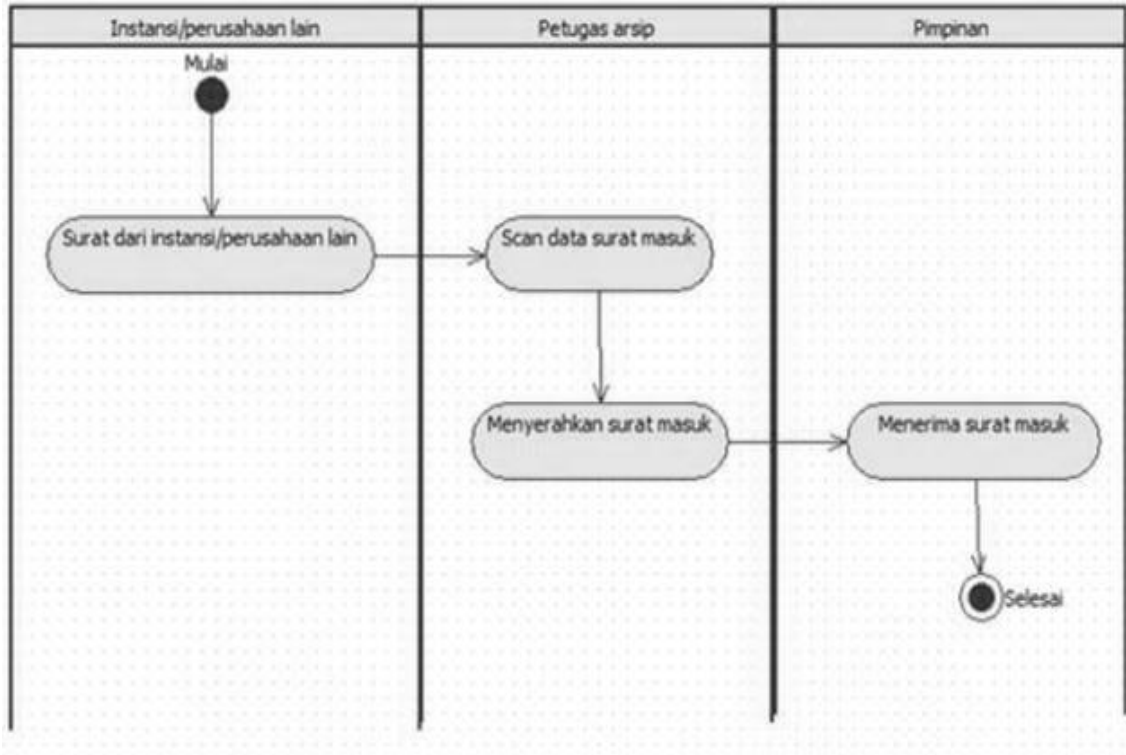 Instansi/perusahaan lain
Petugas arsip
Pimpinan
Mulai
Surat dari instansi/perusahaan lain
Scan data surat masuk
Menyerahkan surat masuk
Menerima surat masuk
Selesai